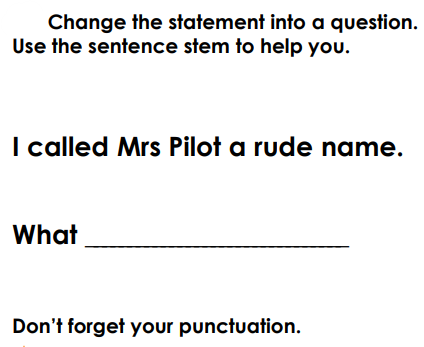 Change the statement into a question.
Use the sentence stem to help you.
I called Mrs Pilot a rude name.
What ______________________________
Don't forget your punctuation.